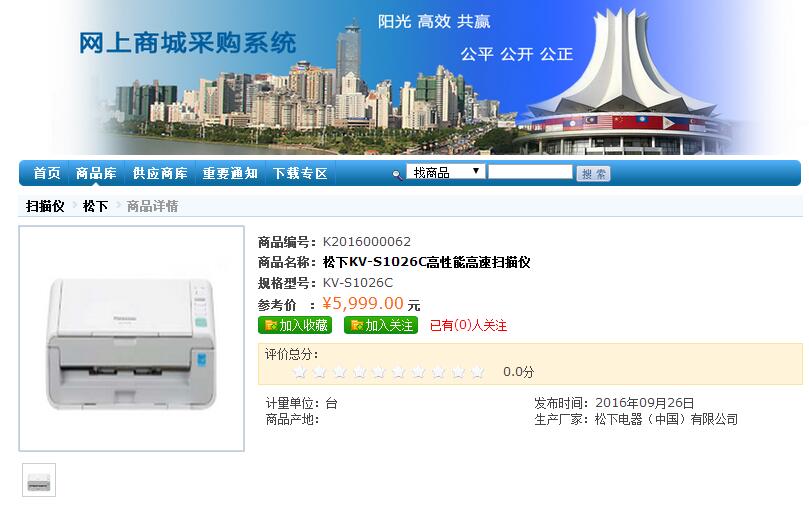 阳光 高效 共赢
网上商城采购系统
公平 公开 公正
首页 商品库 供应商库 重要通知 下载专区 找商品 搜 索
扫描仪 松下 商品详情
商品编号：K2016000062
商品名称：松下KV-S1026C高性能高速扫描仪
规格型号：KV-S1026C
参考价 ：¥5,999.00 元
加入收藏 加入关注 已有(0)人关注
评价总分：
0.0分
计量单位：台 发布时间：2016年09月26日
商品产地： 生产厂家：松下电器（中国）有限公司